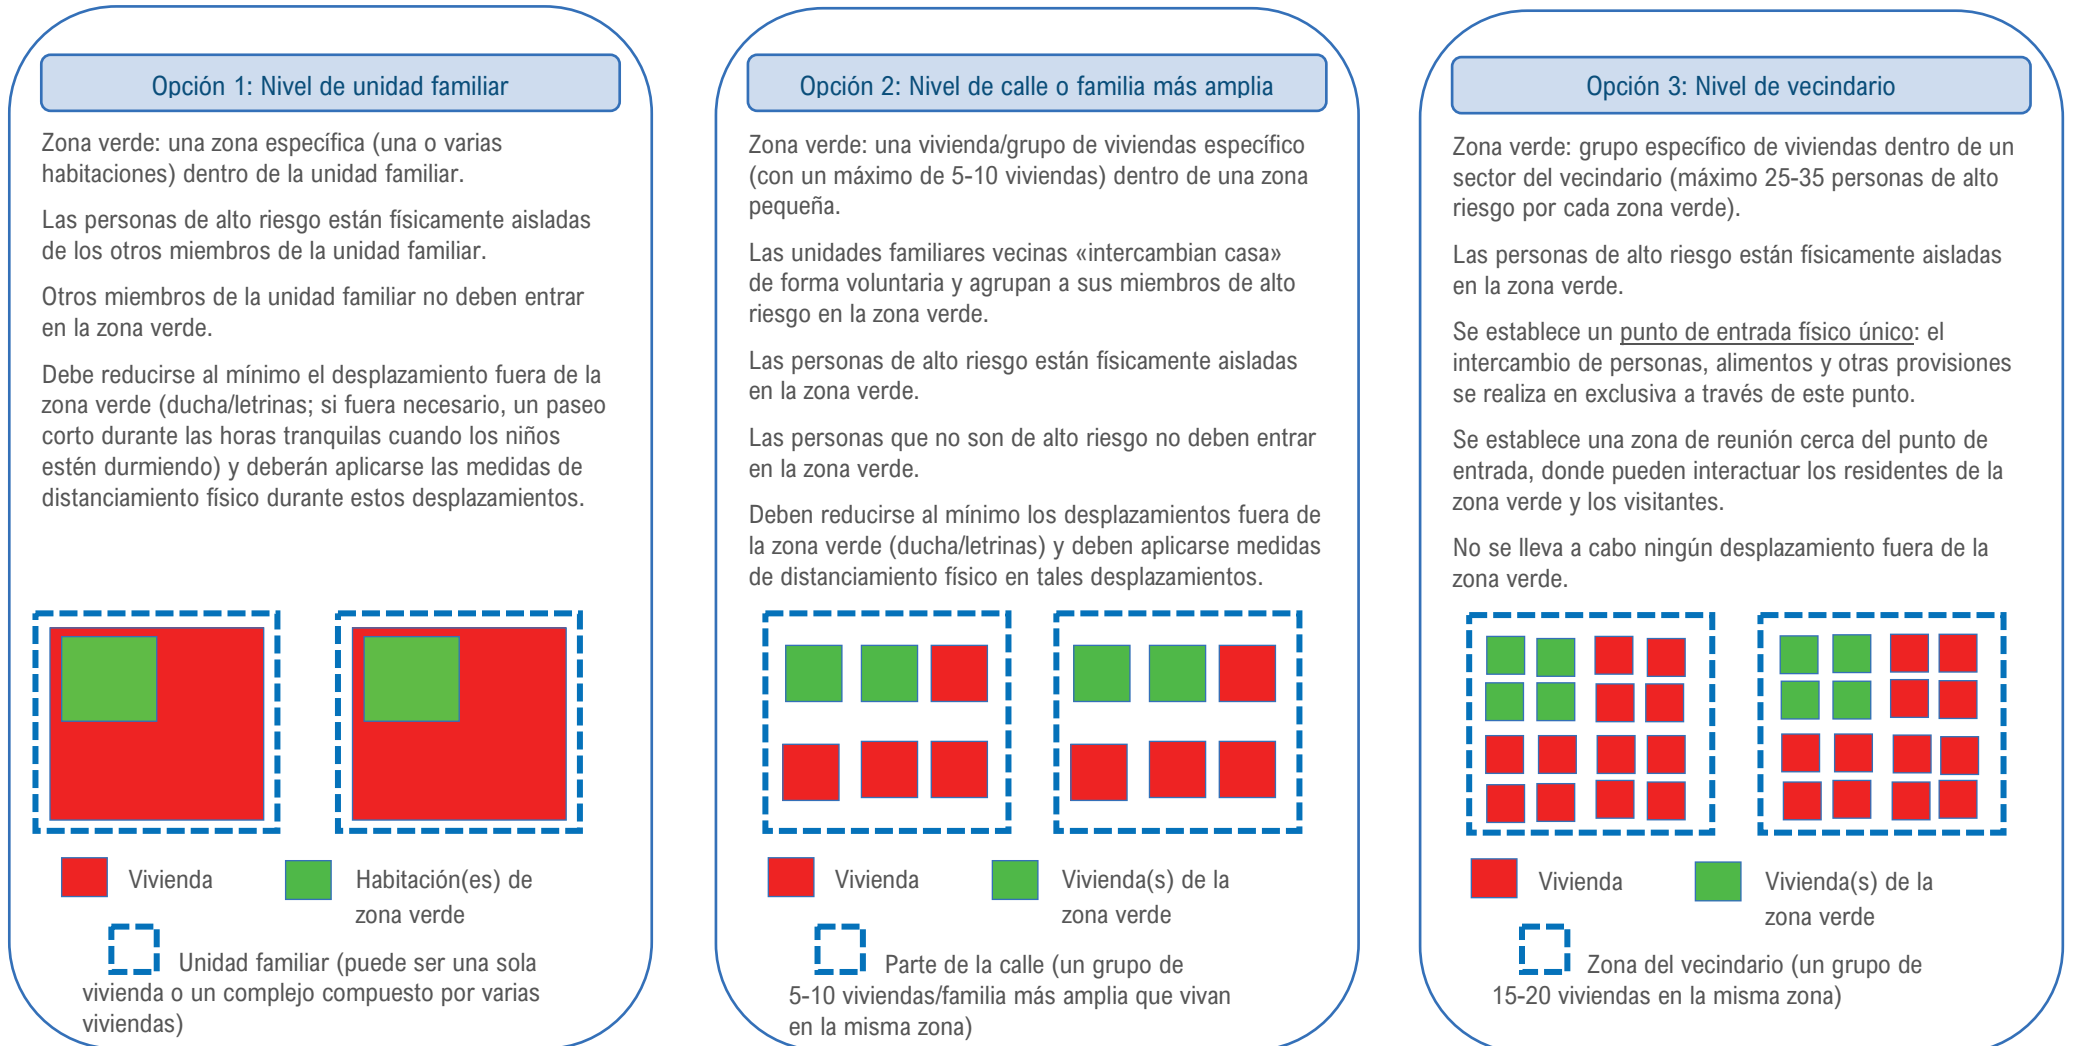 Opción 1: Nivel de unidad familiar
Zona verde: una zona específica (una o varias
habitaciones) dentro de la unidad familiar.
Las personas de alto riesgo están físicamente aisladas
de los otros miembros de la unidad familiar.
Otros miembros de la unidad familiar no deben entrar
en la zona verde.
Debe reducirse al mínimo el desplazamiento fuera de la
zona verde (ducha/letrinas; si fuera necesario, un paseo
corto durante las horas tranquilas cuando los niños
estén durmiendo) y deberán aplicarse las medidas de
distanciamiento físico durante estos desplazamientos.
Vivienda
Habitación(es) de
zona verde
Unidad familiar (puede ser una sola
vivienda o un complejo compuesto por varias
viviendas)
Opción 2: Nivel de calle o familia más amplia
Zona verde: una vivienda/grupo de viviendas específico
(con un máximo de 5-10 viviendas) dentro de una zona
pequeña.
Las unidades familiares vecinas «intercambian casa»
de forma voluntaria y agrupan a sus miembros de alto
riesgo en la zona verde.
Las personas de alto riesgo están físicamente aisladas
en la zona verde.
Las personas que no son de alto riesgo no deben entrar
en la zona verde.
Deben reducirse al mínimo los desplazamientos fuera de
la zona verde (ducha/letrinas) y deben aplicarse medidas
de distanciamiento físico en tales desplazamientos.
Vivienda
Vivienda(s) de la
zona verde
Parte de la calle (un grupo de
5-10 viviendas/familia más amplia que vivan
en la misma zona)
Opción 3: Nivel de vecindario
Zona verde: grupo específico de viviendas dentro de un
sector del vecindario (máximo 25-35 personas de alto
riesgo por cada zona verde).
Las personas de alto riesgo están físicamente aisladas
en la zona verde.
Se establece un punto de entrada físico único: el
intercambio de personas, alimentos y otras provisiones
se realiza en exclusiva a través de este punto.
Se establece una zona de reunión cerca del punto de
entrada, donde pueden interactuar los residentes de la
zona verde y los visitantes.
No se lleva a cabo ningún desplazamiento fuera de la
zona verde.
Vivienda
Vivienda(s) de la
zona verde
Zona del vecindario (un grupo de
15-20 viviendas en la misma zona)